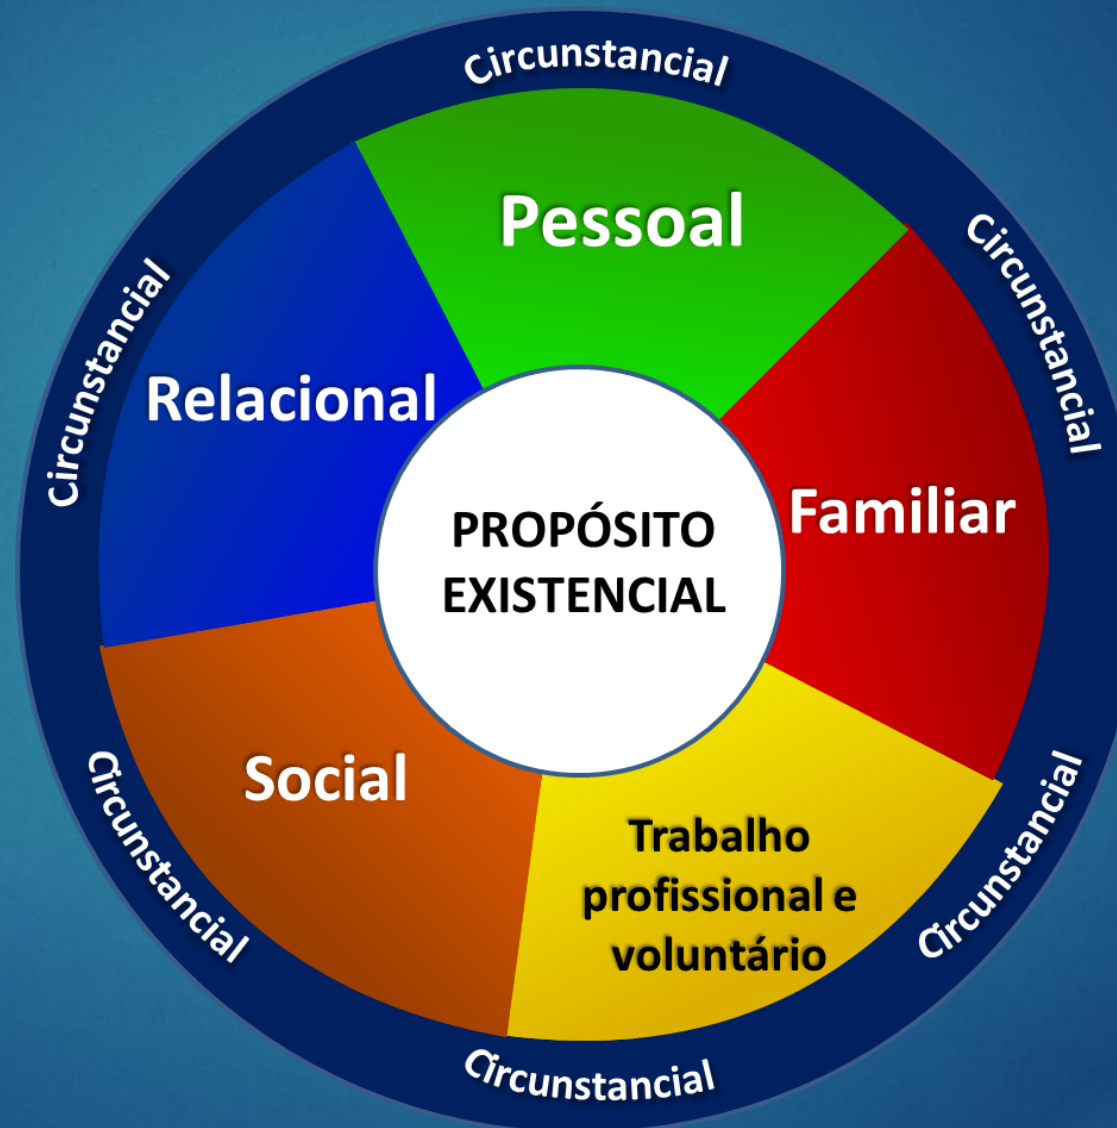 Circunstancial
Pessoal
Circunstancial
Circunstancial
Relacional
Familiar
PROPÓSITO
EXISTENCIAL
Social
Trabalho
profissional e
voluntário
Circunstancial
Circunstancial
Circunstancial